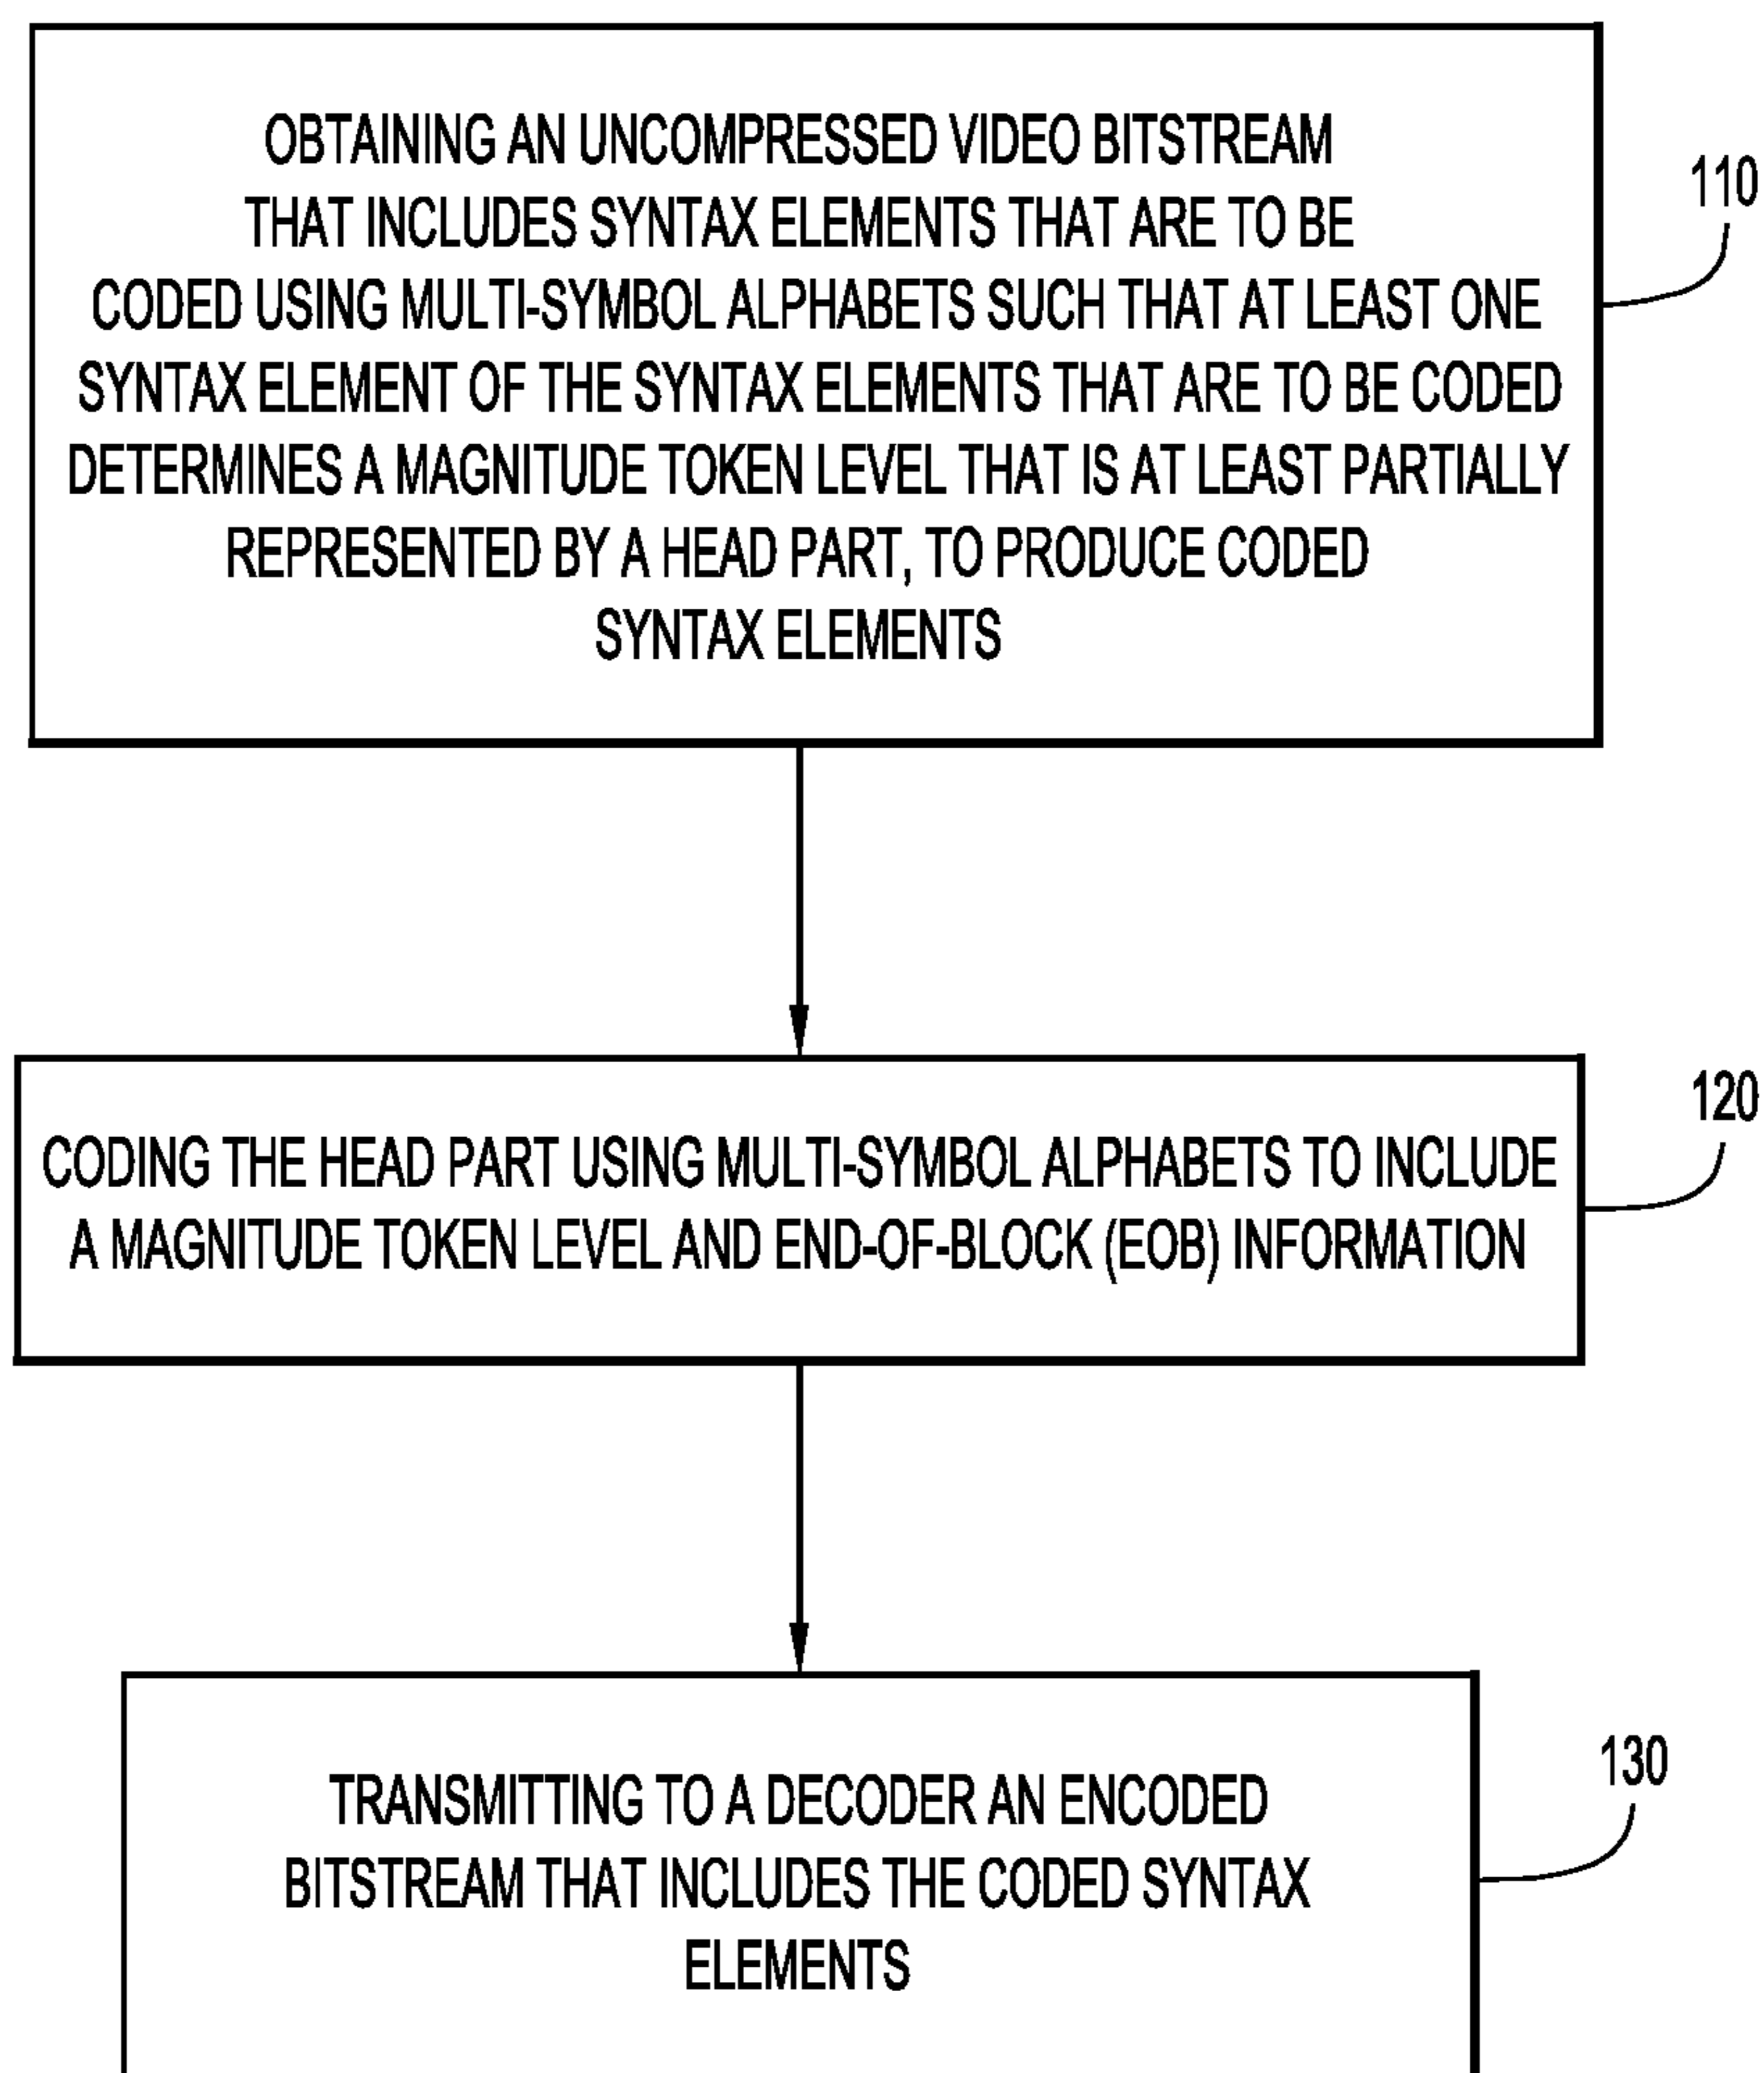 OBTAINING AN UNCOMPRESSED VIDEO BITSTREAM
THAT INCLUDES SYNTAX ELEMENTS THAT ARE TO BE
CODED USING MULTI-SYMBOL ALPHABETS SUCH THAT AT LEAST ONE
SYNTAX ELEMENT OF THE SYNTAX ELEMENTS THAT ARE TO BE CODED
DETERMINES A MAGNITUDE TOKEN LEVEL THAT IS AT LEAST PARTIALLY
REPRESENTED BY A HEAD PART, TO PRODUCE CODED
SYNTAX ELEMENTS
110
CODING THE HEAD PART USING MULTI-SYMBOL ALPHABETS TO INCLUDE
A MAGNITUDE TOKEN LEVEL AND END-OF-BLOCK (EOB) INFORMATION
120
TRANSMITTING TO A DECODER AN ENCODED
BITSTREAM THAT INCLUDES THE CODED SYNTAX
ELEMENTS
130